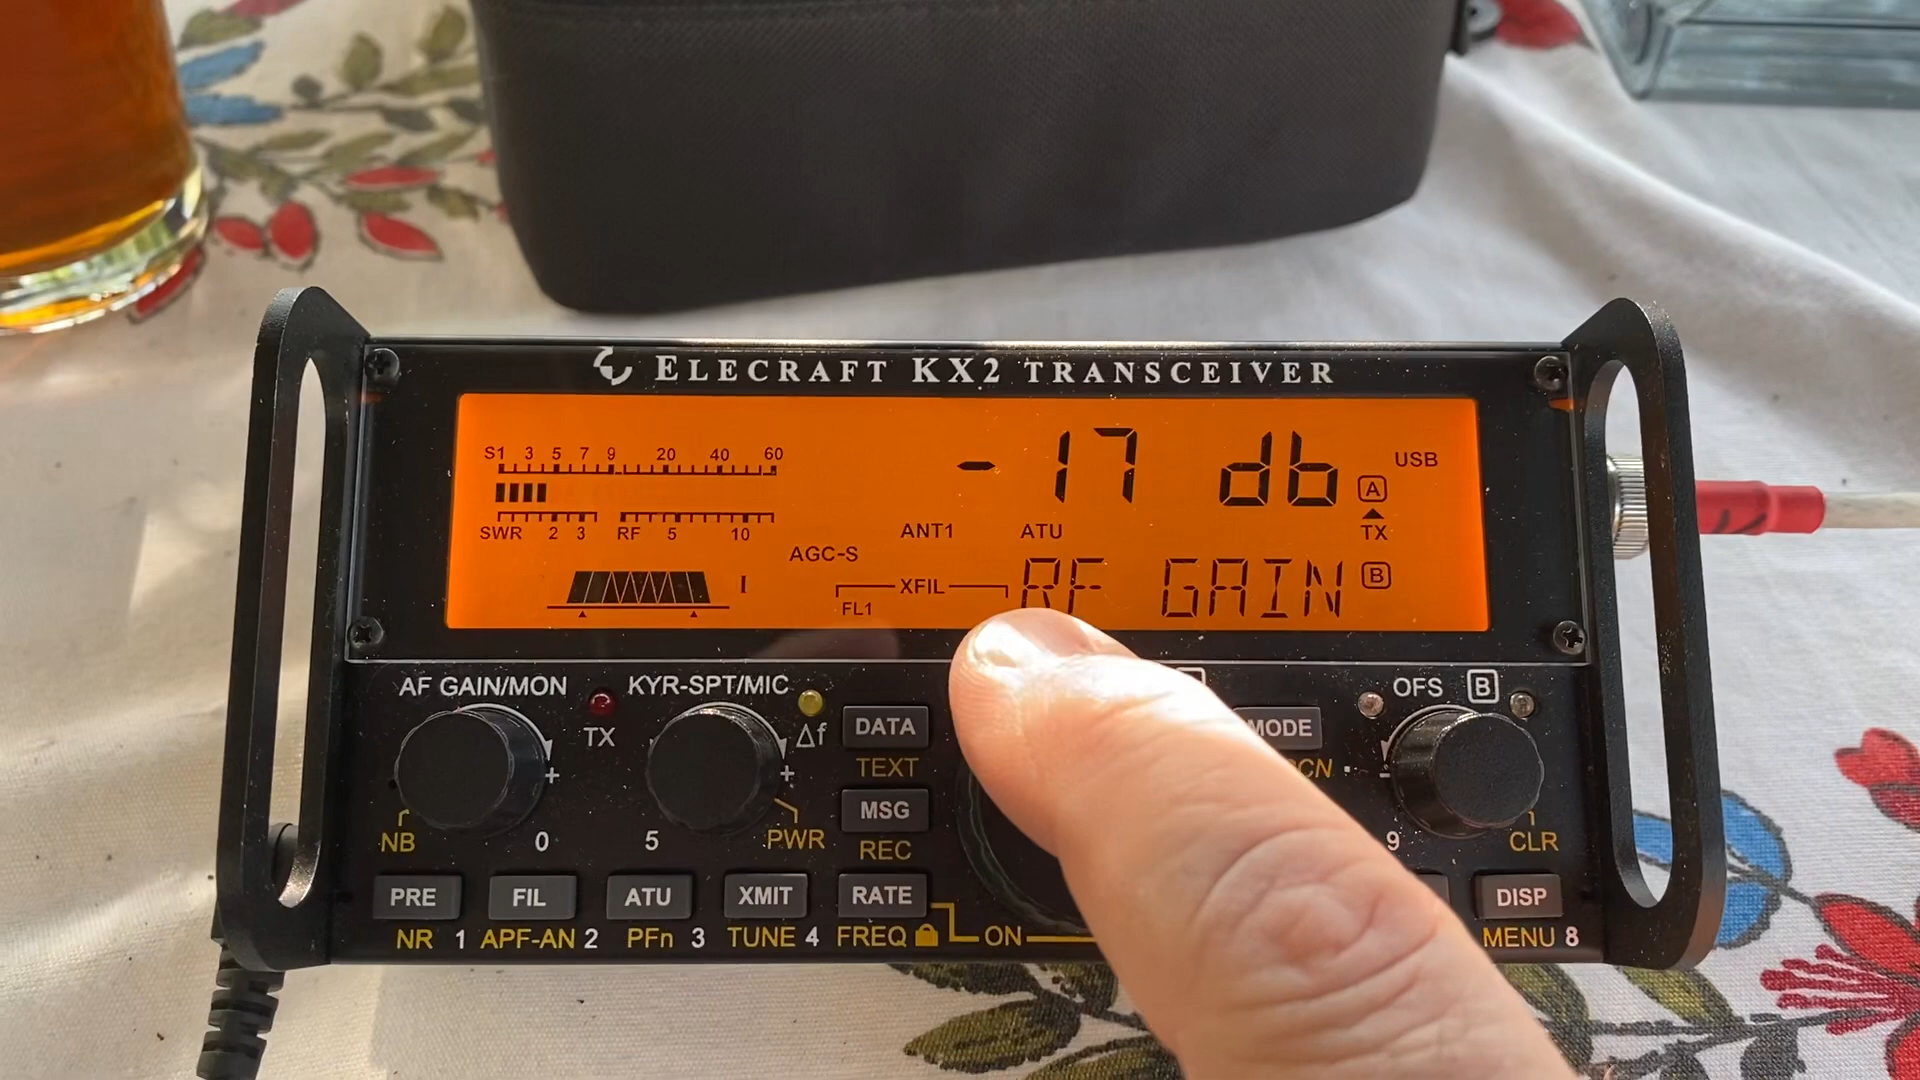 ELECRAFT KX2 TRANSCEIVER
S1 3 5 7 9 20 40 60
- 17 db
USB
A
SWR 2 3 RF 5 10
ANT1 ATU
TX
AGC-S
I
XFIL
FL1
RF GAIN
B
AF GAIN/MON
TX
KYR-SPT/MIC
Δf
OFS B
DATA
TEXT
MODE
+
+
-
MSG
REC
NB
0
5
PWR
9
CLR
PRE
FIL
ATU
XMIT
RATE
DISP
NR 1
APF-AN 2
PFn 3
TUNE 4
FREQ
ON
MENU 8